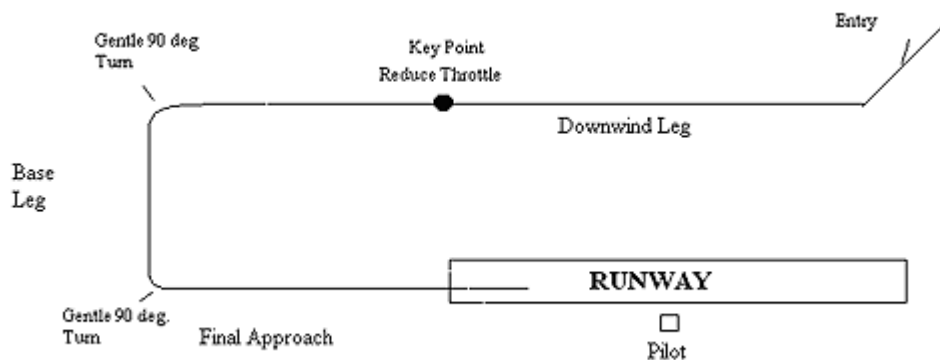 Entry
Gentle 90 deg
Turn
Key Point
Reduce Throttle
Downwind Leg
Base
Leg
RUNWAY
Gentle 90 deg.
Turn
Final Approach
Pilot